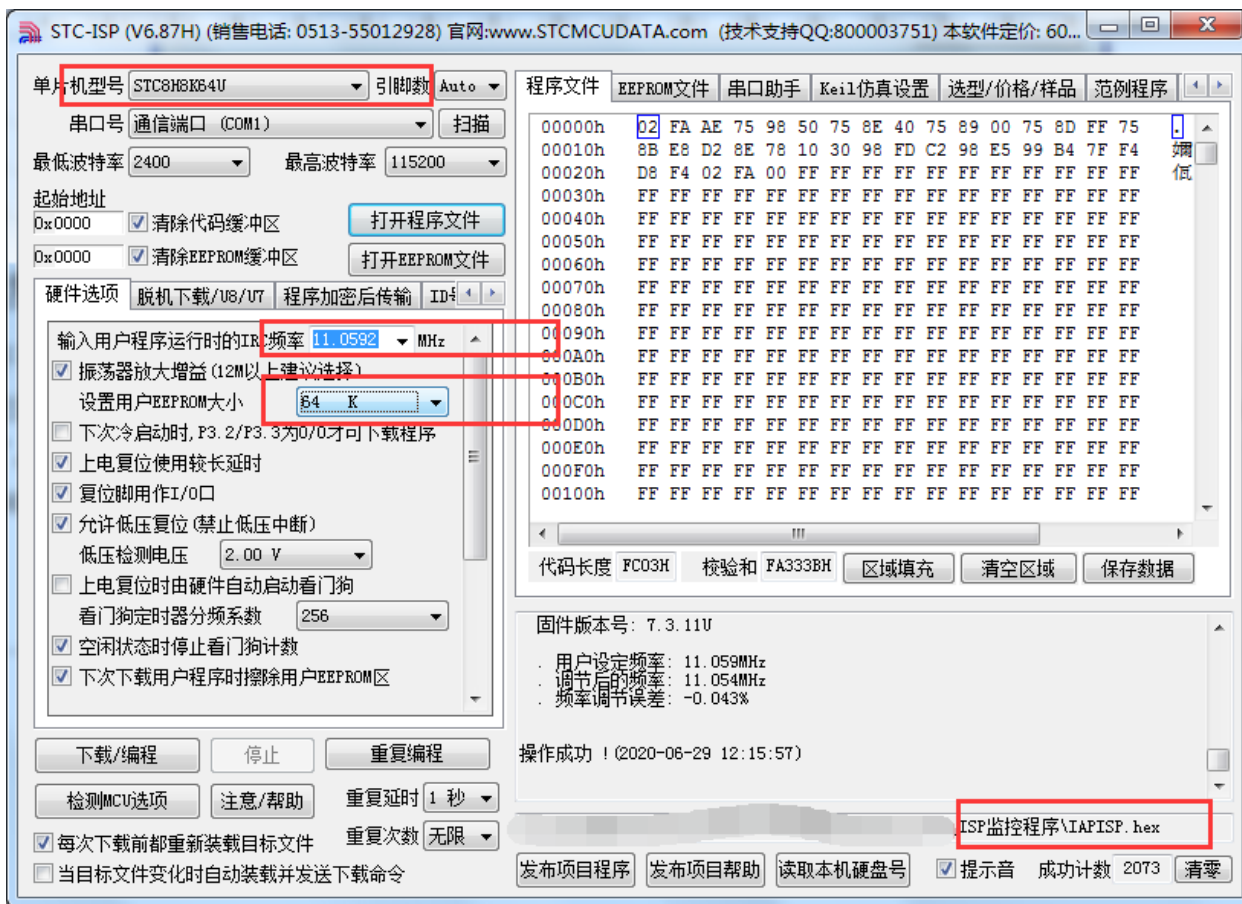 STC-ISP (V6.87H) (销售电话: 0513-55012928) 官网:www.STCMCUDATA.com (技术支持QQ:800003751) 本软件定价: 60...
单片机型号 STC8H8K64U 引脚数 Auto
串口号 通信端口 (COM1) 扫描
最低波特率 2400 最高波特率 115200
起始地址
0x0000 清除代码缓冲区 打开程序文件
0x0000 清除EEPROM缓冲区 打开EEPROM文件
硬件选项 脱机下载/U8/U7 程序加密后传输
输入用户程序运行时的IRC频率 11.0592 MHz
振荡器放大增益(12M以上建议选择)
设置用户EEPROM大小 64 K
下次冷启动时,P3.2/P3.3为0/0才可下载程序
上电复位使用较长延时
复位脚用作I/O口
允许低压复位(禁止低压中断)
低压检测电压 2.00 V
上电复位时由硬件自动启动看门狗
看门狗定时器分频系数 256
空闲状态时停止看门狗计数
下次下载用户程序时擦除用户EEPROM区
下载/编程 停止 重复编程
检测MCU选项 注意/帮助 重复延时 1 秒
每次下载前都重新装载目标文件 重复次数 无限
当目标文件变化时自动装载并发送下载命令
程序文件 EEPROM文件 串口助手 Keil仿真设置 选型/价格/样品 范例程序
00000h 02 FA AE 75 98 50 75 8E 40 75 89 00 75 8D FF 75 .
00010h 8B E8 D2 8E 78 10 30 98 FD C2 98 E5 99 B4 7F F4
00020h D8 F4 02 FA 00 FF FF FF FF FF FF FF FF FF FF FF
00030h FF FF FF FF FF FF FF FF FF FF FF FF FF FF FF FF
00040h FF FF FF FF FF FF FF FF FF FF FF FF FF FF FF FF
00050h FF FF FF FF FF FF FF FF FF FF FF FF FF FF FF FF
00060h FF FF FF FF FF FF FF FF FF FF FF FF FF FF FF FF
00070h FF FF FF FF FF FF FF FF FF FF FF FF FF FF FF FF
00080h FF FF FF FF FF FF FF FF FF FF FF FF FF FF FF FF
00090h FF FF FF FF FF FF FF FF FF FF FF FF FF FF FF FF
000A0h FF FF FF FF FF FF FF FF FF FF FF FF FF FF FF FF
000B0h FF FF FF FF FF FF FF FF FF FF FF FF FF FF FF FF
000C0h FF FF FF FF FF FF FF FF FF FF FF FF FF FF FF FF
000D0h FF FF FF FF FF FF FF FF FF FF FF FF FF FF FF FF
000E0h FF FF FF FF FF FF FF FF FF FF FF FF FF FF FF FF
000F0h FF FF FF FF FF FF FF FF FF FF FF FF FF FF FF FF
00100h FF FF FF FF FF FF FF FF FF FF FF FF FF FF FF FF
代码长度 FC03H 校验和 FA333BH 区域填充 清空区域 保存数据
固件版本号: 7.3.11U
. 用户设定频率: 11.059MHz
. 调节后的频率: 11.054MHz
. 频率调节误差: -0.043%
操作成功 !(2020-06-29 12:15:57)
ISP监控程序\IAPISP.hex
发布项目程序 发布项目帮助 读取本机硬盘号 提示音 成功计数 2073 清零